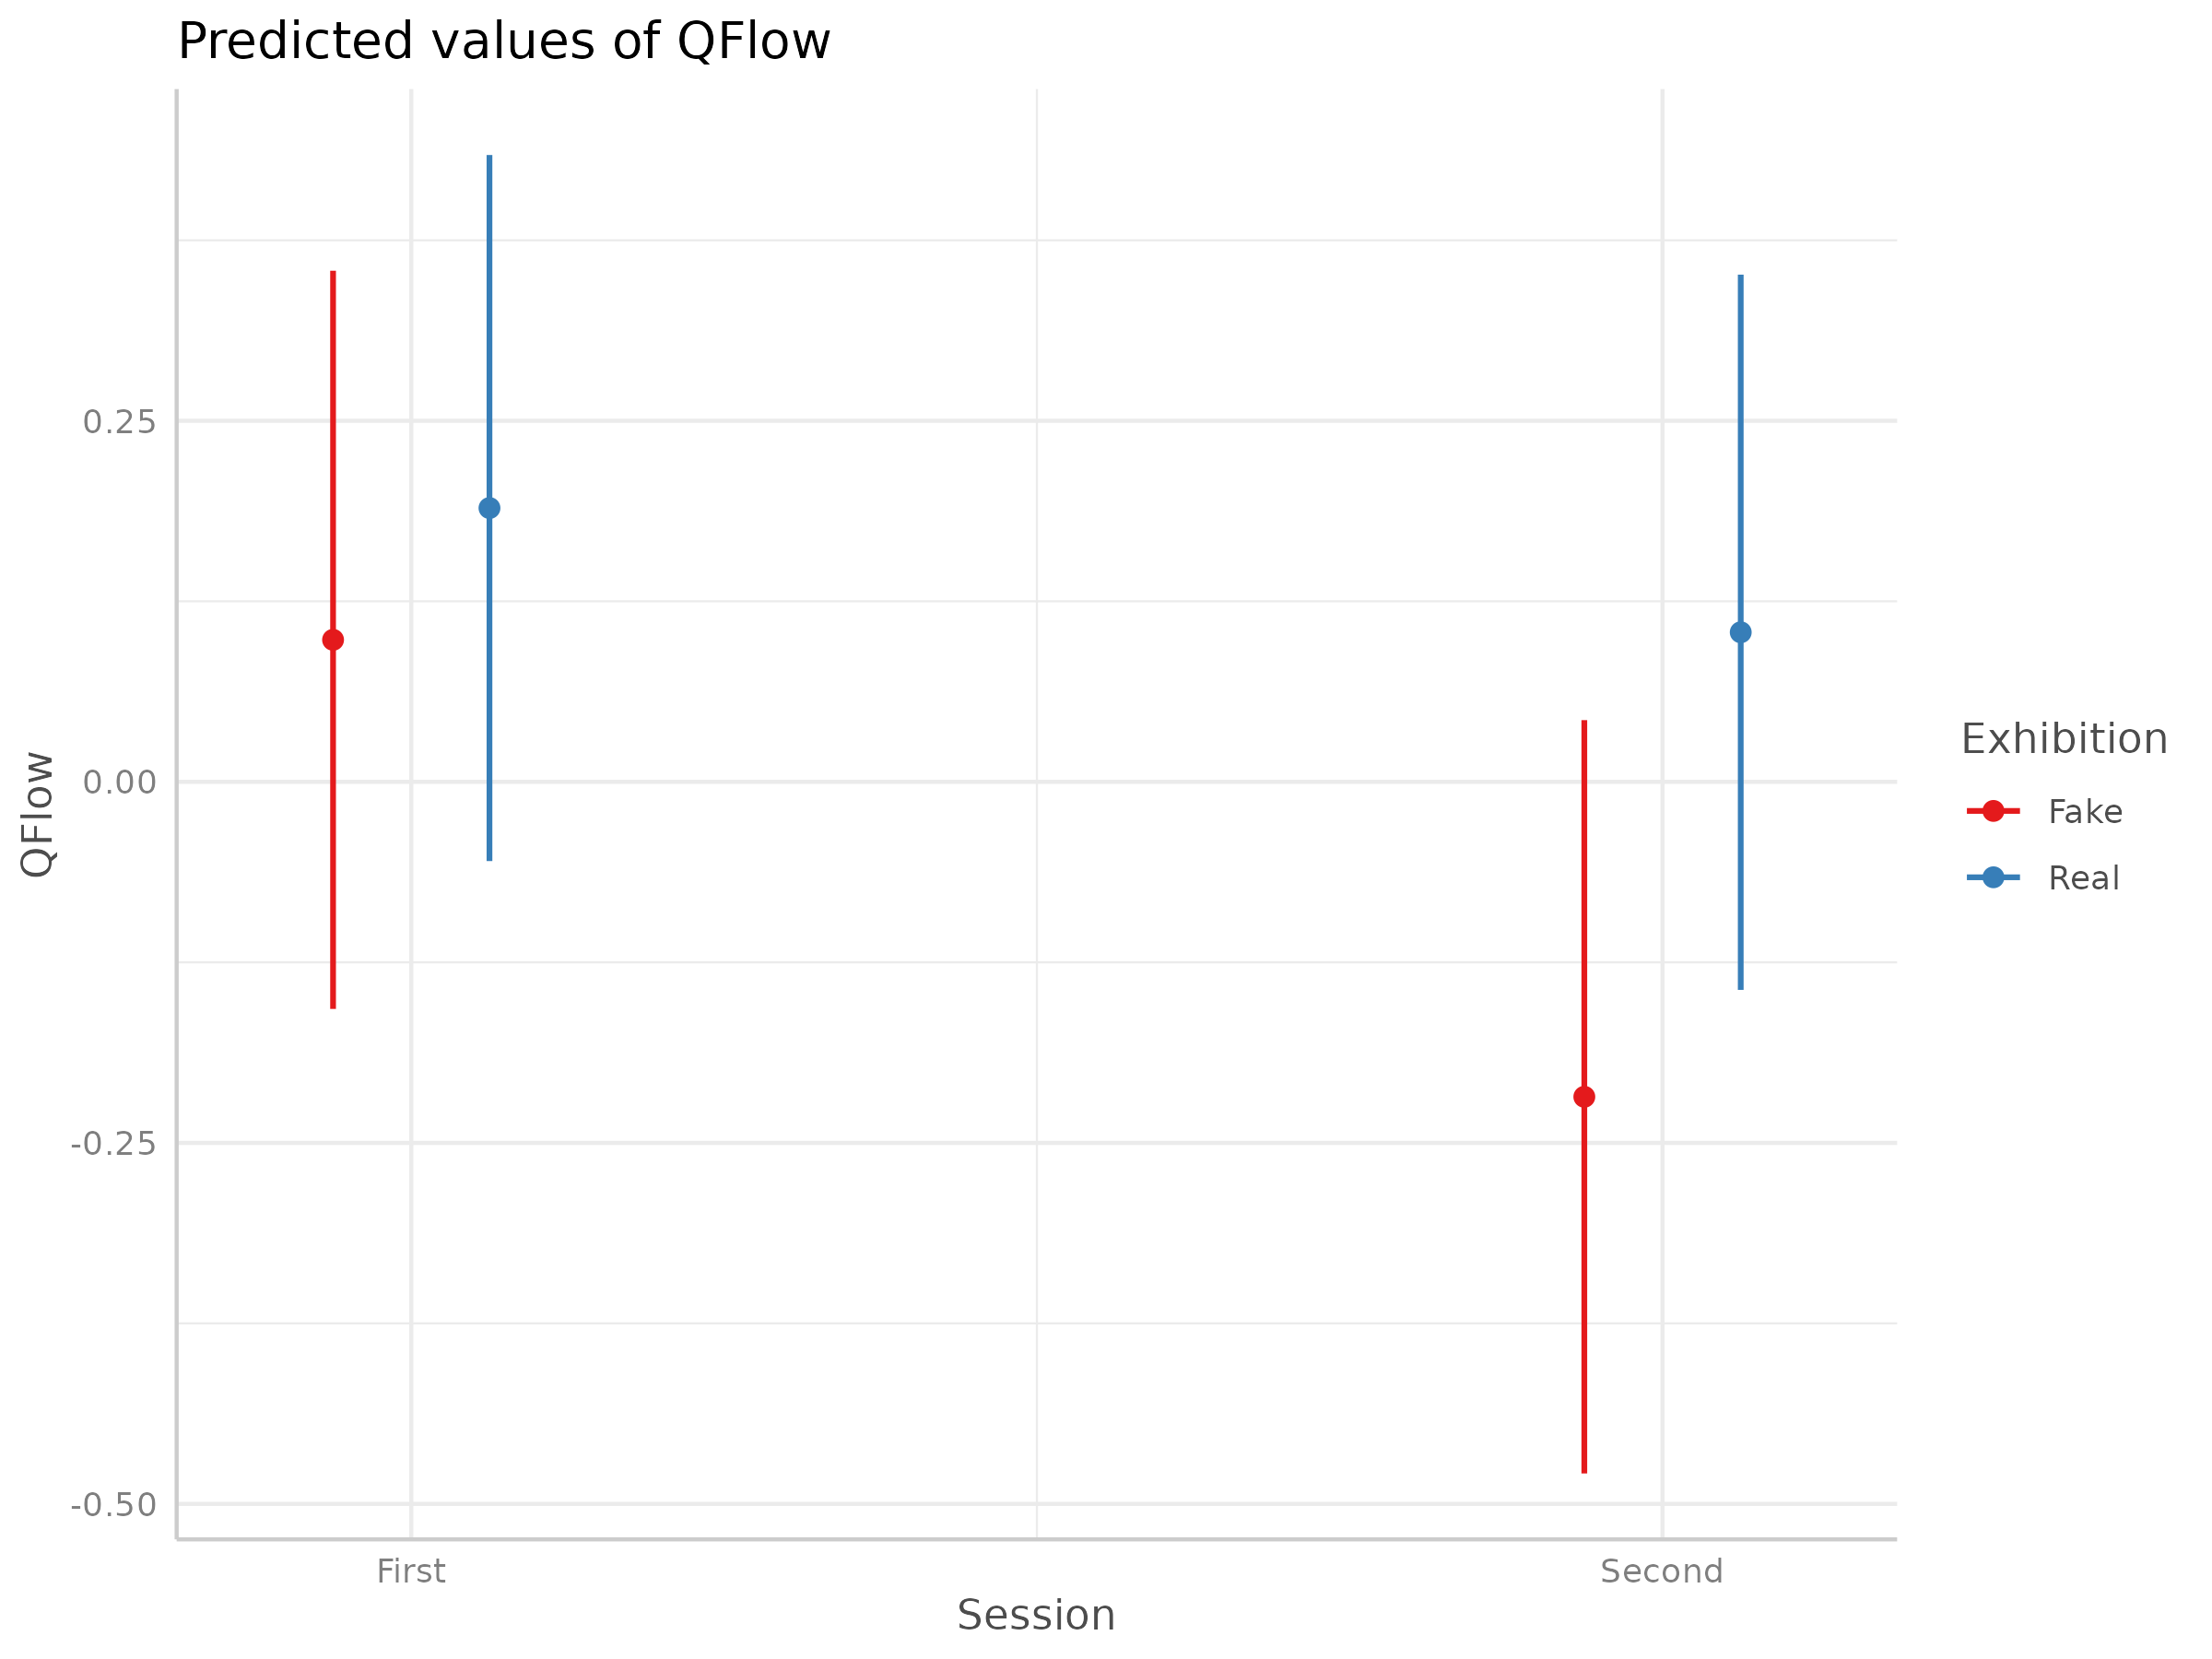 Predicted values of QFlow
QFlow
0.25
0.00
-0.25
-0.50
First
Second
Session
Exhibition
Fake
Real